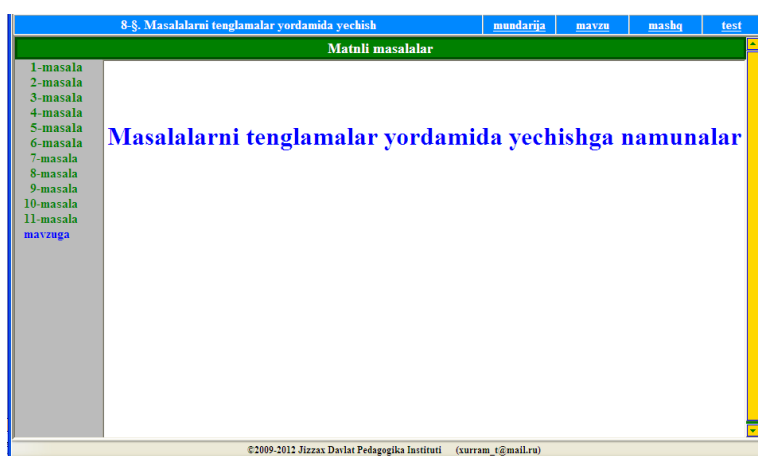 8-§. Masalalarni tenglamalar yordamida yechish mundarija mavzu mashq test
Matnli masalalar
1-masala
2-masala
3-masala
4-masala
5-masala
6-masala
7-masala
8-masala
9-masala
10-masala
11-masala
mavzuga
Masalalarni tenglamalar yordamida yechishga namunalar
©2009-2012 Jizzax Davlat Pedagogika Instituti (xurram_t@mail.ru)